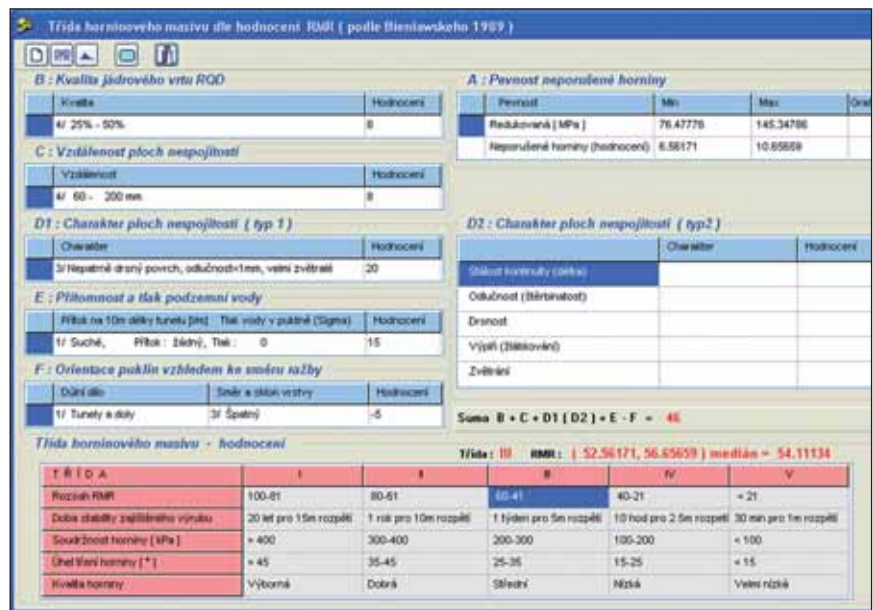 Třída horninového masivu dle hodnocení RMR ( podle Bieniawskeho 1989 )
B : Kvalita jádrového vrtu RQD
Kvalita Hodnocení
4/ 25% - 50% 8
C : Vzdálenost ploch nespojitostí
Vzdálenost Hodnocení
4/ 60 - 200 mm 8
D1 : Charakter ploch nespojitosti ( typ 1 )
Charakter Hodnocení
3/ Nepatrně drsný povrch, odlučnost<1mm, velmi zvětralé 20
E : Přítomnost a tlak podzemní vody
Přítok na 10m délky tunelu [l/m] Tlak vody v puklině (Sigma) Hodnocení
1/ Suché, Přítok : žádný, Tlak : 0 15
F : Orientace puklin vzhledem ke směru ražby
Důlní dílo Směr a sklon vrstvy Hodnocení
1/ Tunely a doly 3/ Špatný -5
A : Pevnost neporušené horniny
Pevnost Min Max Graf
Redukovaná [ MPa ] 76.47776 145.34786
Neporušené horniny (hodnocení) 6.56171 10.65659
D2 : Charakter ploch nespojitostí ( typ2 )
Charakter Hodnocení
Stálost kontinuity (délka)
Odlučnost (štěrbinatost)
Drsnost
Výplň (žilkování)
Zvětrání
Suma B + C + D1 ( D2 ) + E - F = 46
Třída horninového masivu - hodnocení
Třída : III RMR : ( 52.56171, 56.65659 ) medián = 54.11134
T Ř Í D A I II III IV V
Rozsah RMR 100-81 80-61 60-41 40-21 < 21
Doba stability zajištěného výrubu 20 let pro 15m rozpětí 1 rok pro 10m rozpětí 1 týden pro 5m rozpětí 10 hod pro 2.5m rozpětí 30 min pro 1m rozpětí
Soudržnost horniny [ kPa ] > 400 300-400 200-300 100-200 < 100
Úhel tření horniny [ ° ] > 45 35-45 25-35 15-25 < 15
Kvalita horniny Výborná Dobrá Střední Nízká Velmi nízká